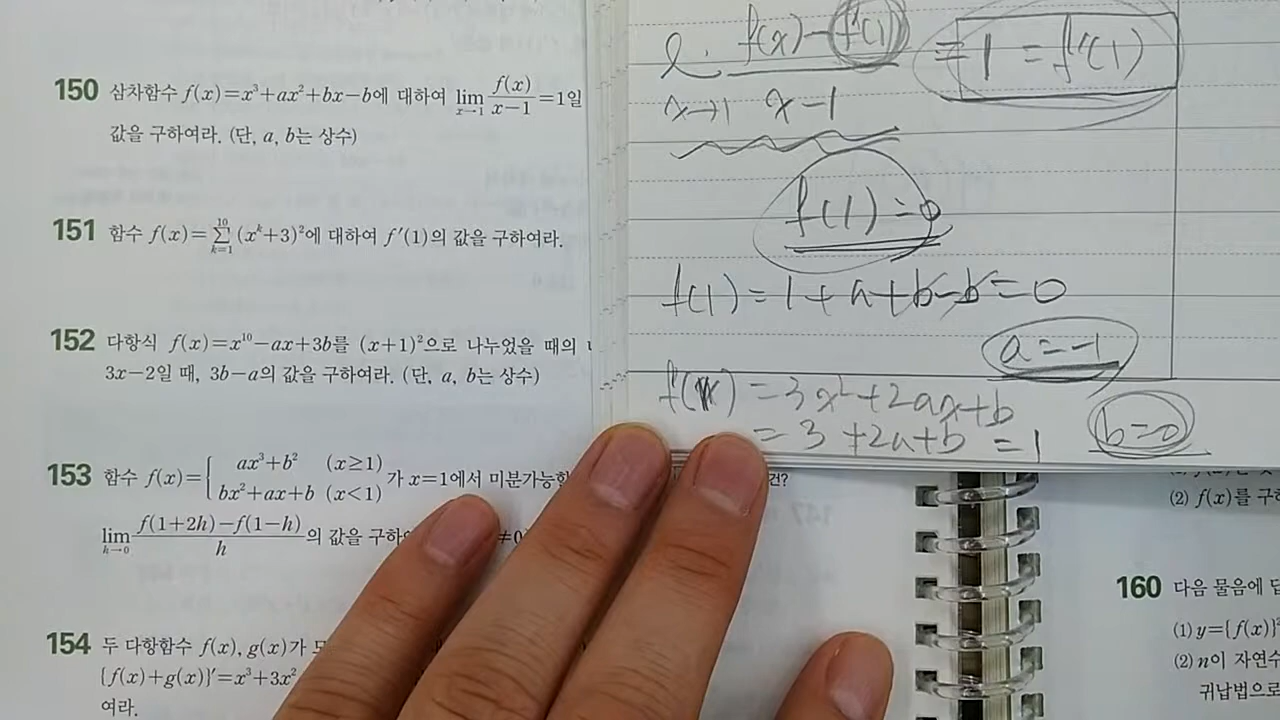 150 삼차함수 f(x)=x³+ax²+bx-b에 대하여 lim x→1 f(x)/(x-1) =1일
값을 구하여라. (단, a, b는 상수)
151 함수 f(x)=∑ k=1 10 (xᵏ+3)²에 대하여 f'(1)의 값을 구하여라.
152 다항식 f(x)=x¹⁰-ax+3b를 (x+1)²으로 나누었을 때의
3x-2일 때, 3b-a의 값을 구하여라. (단, a, b는 상수)
153 함수 f(x)={ ax³+b² (x≥1)
bx²+ax+b (x<1) 가 x=1에서 미분가능
건?
lim h→0 (f(1+2h)-f(1-h))/h 의 값을 구하 ≠0
154 두 다항함수 f(x), g(x)가
{f(x)+g(x)}'=x³+3x²
여라.
l. x→1 (f(x)-f(1))/(x-1) = 1 = f'(1)
f(1)=0
f(1)=1+a+b-b=0
a=-1
f(x)=3x²+2ax+b
=3+2a+b =1
b=0
(2) f(x)를 구
160 다음 물음에 답
(1) y={f(x)}
(2) n이 자연수
귀납법으로